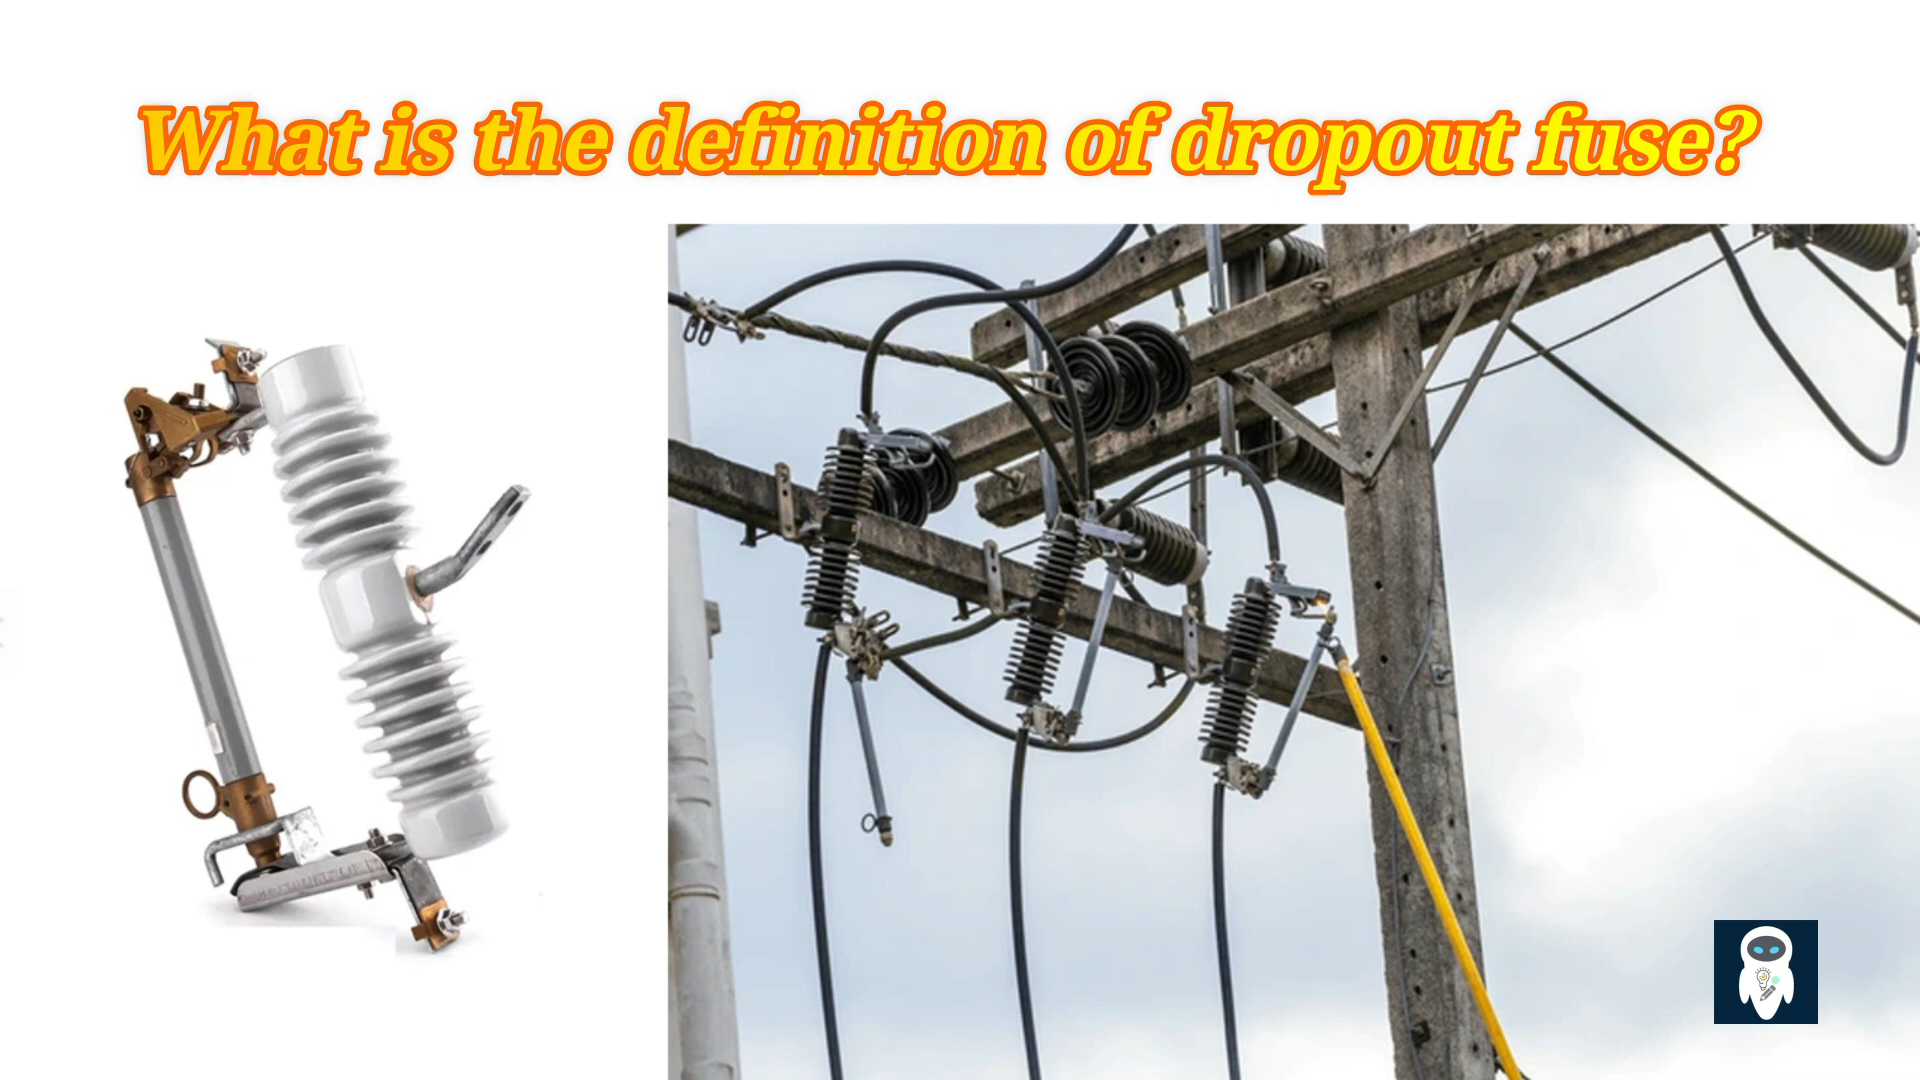 What is the definition of dropout fuse?